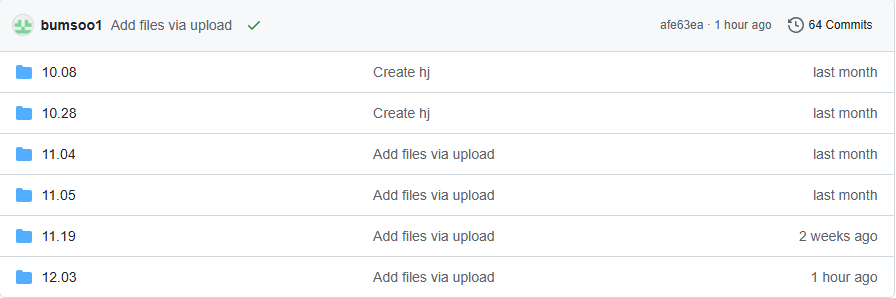 bumsoo1 Add files via upload afe63ea · 1 hour ago 64 Commits
10.08 Create hj last month
10.28 Create hj last month
11.04 Add files via upload last month
11.05 Add files via upload last month
11.19 Add files via upload 2 weeks ago
12.03 Add files via upload 1 hour ago